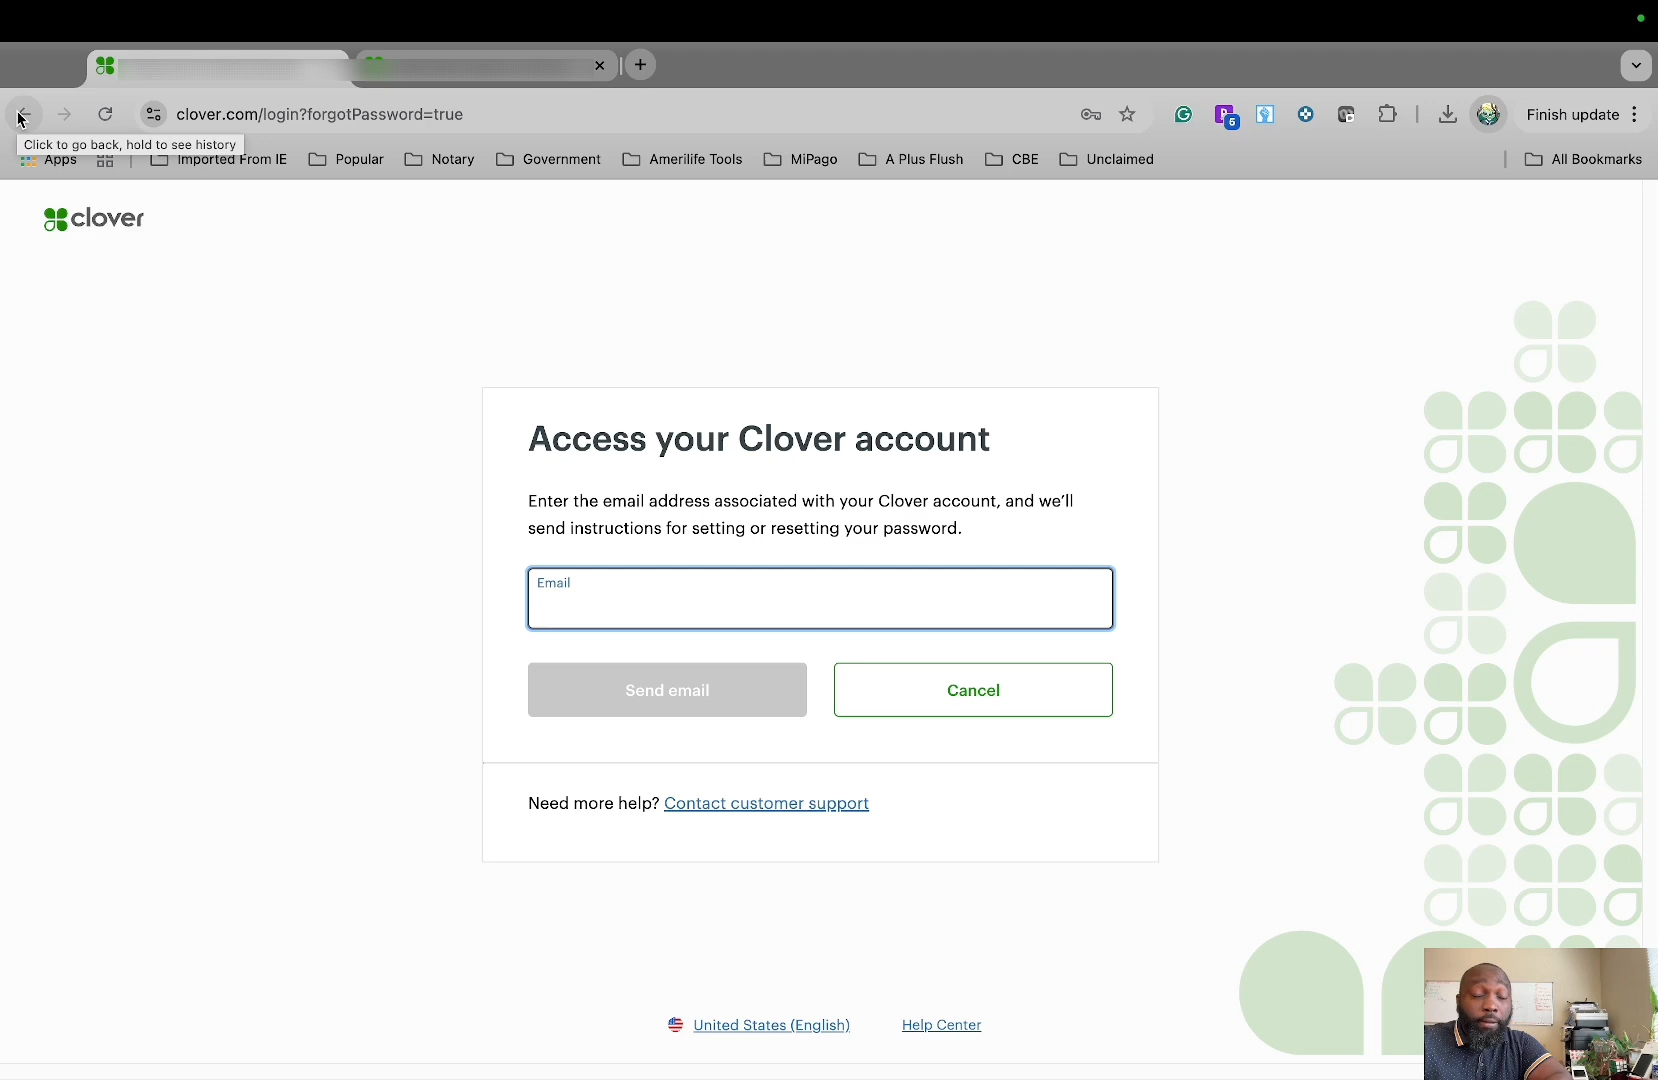 clover.com/login?forgotPassword=true
Finish update
Click to go back, hold to see history
Apps
Imported From IE
Popular
Notary
Government
Amerilife Tools
MiPago
A Plus Flush
CBE
Unclaimed
All Bookmarks
6
clover
Access your Clover account
Enter the email address associated with your Clover account, and we’ll
send instructions for setting or resetting your password.
Email
Send email
Cancel
Need more help? Contact customer support
United States (English)
Help Center